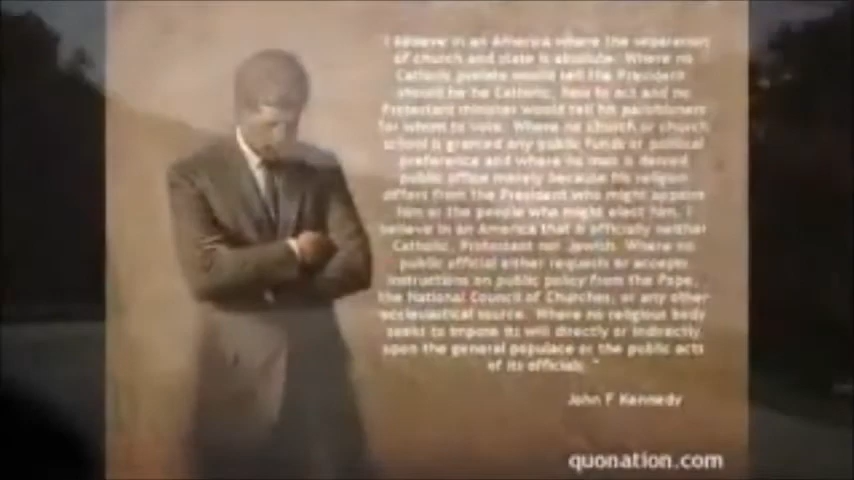 I believe in an America where the separation
of church and state is absolute. Where no
Catholic prelate would tell the President
should he be Catholic, how to act and no
Protestant minister would tell his parishioners
for whom to vote. Where no church or church
school is granted any public funds or political
preference and where no man is denied
public office merely because his religion
differs from the President who might appoint
him or the people who might elect him. I
believe in an America that is officially neither
Catholic, Protestant nor Jewish. Where no
public official either requests or accepts
instructions on public policy from the Pope,
the National Council of Churches, or any other
ecclesiastical source. Where no religious body
seeks to impose its will directly or indirectly
upon the general populace or the public acts
of its officials. "
John F Kennedy
quonation.com